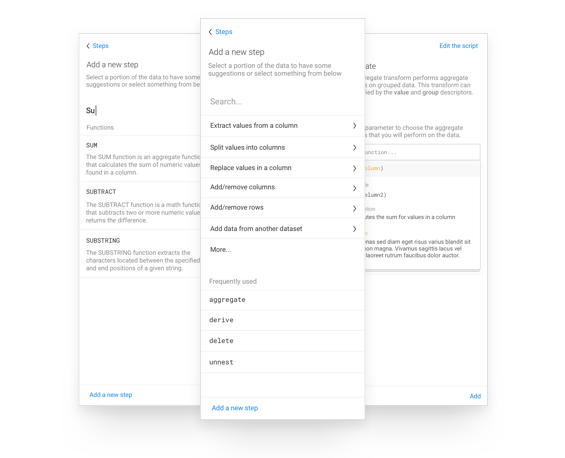 Steps
Add a new step
Select a portion of the data to have some
suggestions or select something from be
Su
Functions
SUM
The SUM function is an aggregate functio
that calculates the sum of numeric values
found in a column.
SUBTRACT
The SUBTRACT function is a math functio
that subtracts two or more numeric value
returns the difference.
SUBSTRING
The SUBSTRING function extracts the
characters located between the specified
and end positions of a given string.
Add a new step
Steps
Add a new step
Select a portion of the data to have some
suggestions or select something from below
Search...
Extract values from a column
Split values into columns
Replace values in a column
Add/remove columns
Add/remove rows
Add data from another dataset
More...
Frequently used
aggregate
derive
delete
unnest
Add a new step
Edit the script
ate
regate transform performs aggregate
s on grouped data. This transform can
ied by the value and group descriptors.
parameter to choose the aggregate
s that you will perform on the data.
unction...
olumn)
olumn2)
tion
utes the sum for values in a column
nas sed diam eget risus varius blandit sit
on magna. Vivamus sagittis lacus vel
laoreet rutrum faucibus dolor auctor.
Add